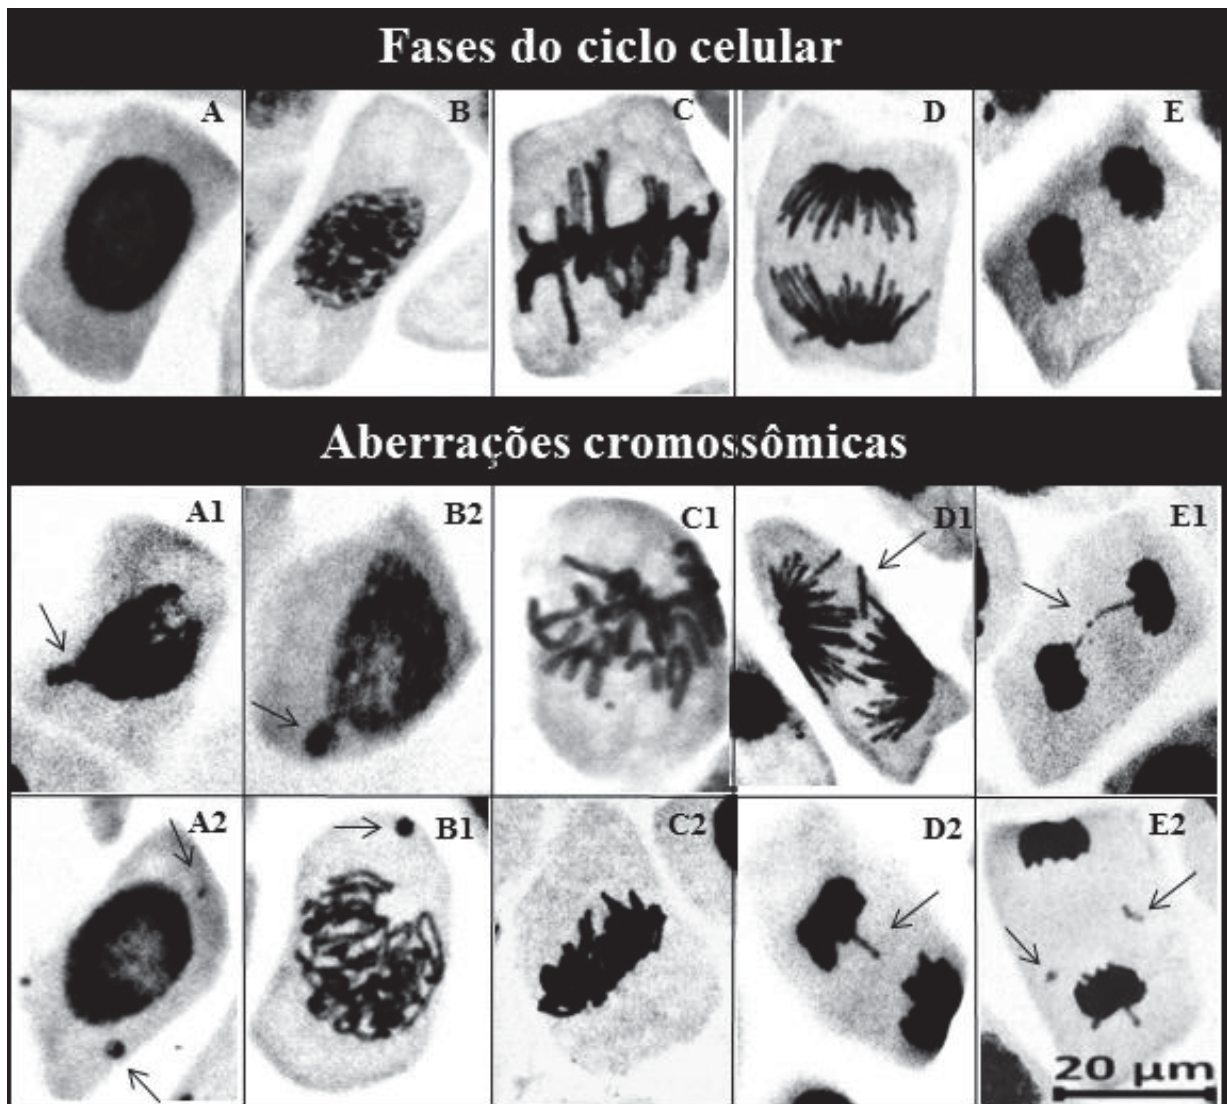 Fases do ciclo celular
A B C D E
Aberrações cromossômicas
A1 B2 C1 D1 E1
A2 B1 C2 D2 E2
20 µm